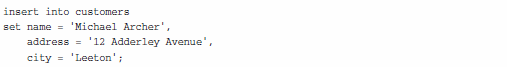 insert into customers
set name = 'Michael Archer',
    address = '12 Adderley Avenue',
    city = 'Leeton';